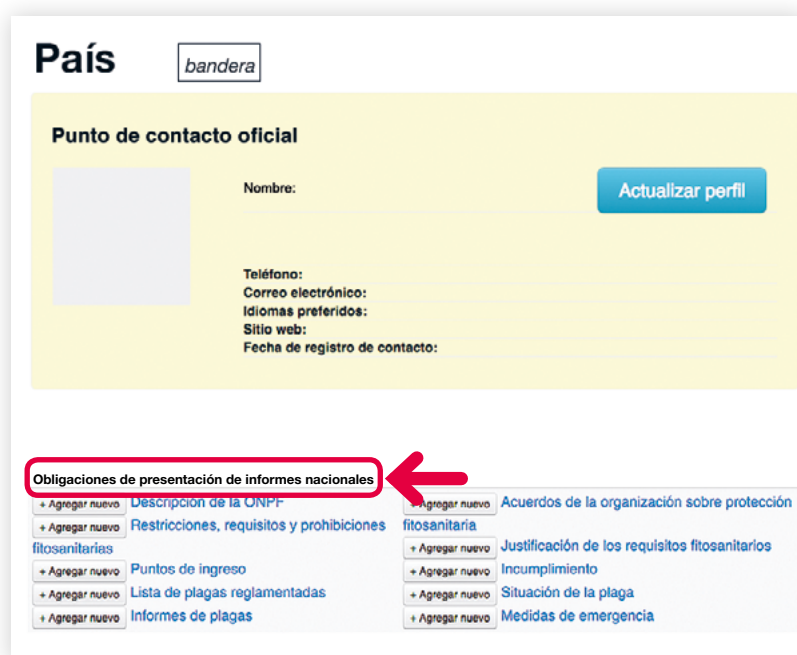 País
bandera
Punto de contacto oficial
Nombre:
Actualizar perfil
Teléfono:
Correo electrónico:
Idiomas preferidos:
Sitio web:
Fecha de registro de contacto:
Obligaciones de presentación de informes nacionales
+ Agregar nuevo Descripción de la ONPF
+ Agregar nuevo Restricciones, requisitos y prohibiciones
fitosanitarias
+ Agregar nuevo Puntos de ingreso
+ Agregar nuevo Lista de plagas reglamentadas
+ Agregar nuevo Informes de plagas
+ Agregar nuevo Acuerdos de la organización sobre protección
fitosanitaria
+ Agregar nuevo Justificación de los requisitos fitosanitarios
+ Agregar nuevo Incumplimiento
+ Agregar nuevo Situación de la plaga
+ Agregar nuevo Medidas de emergencia